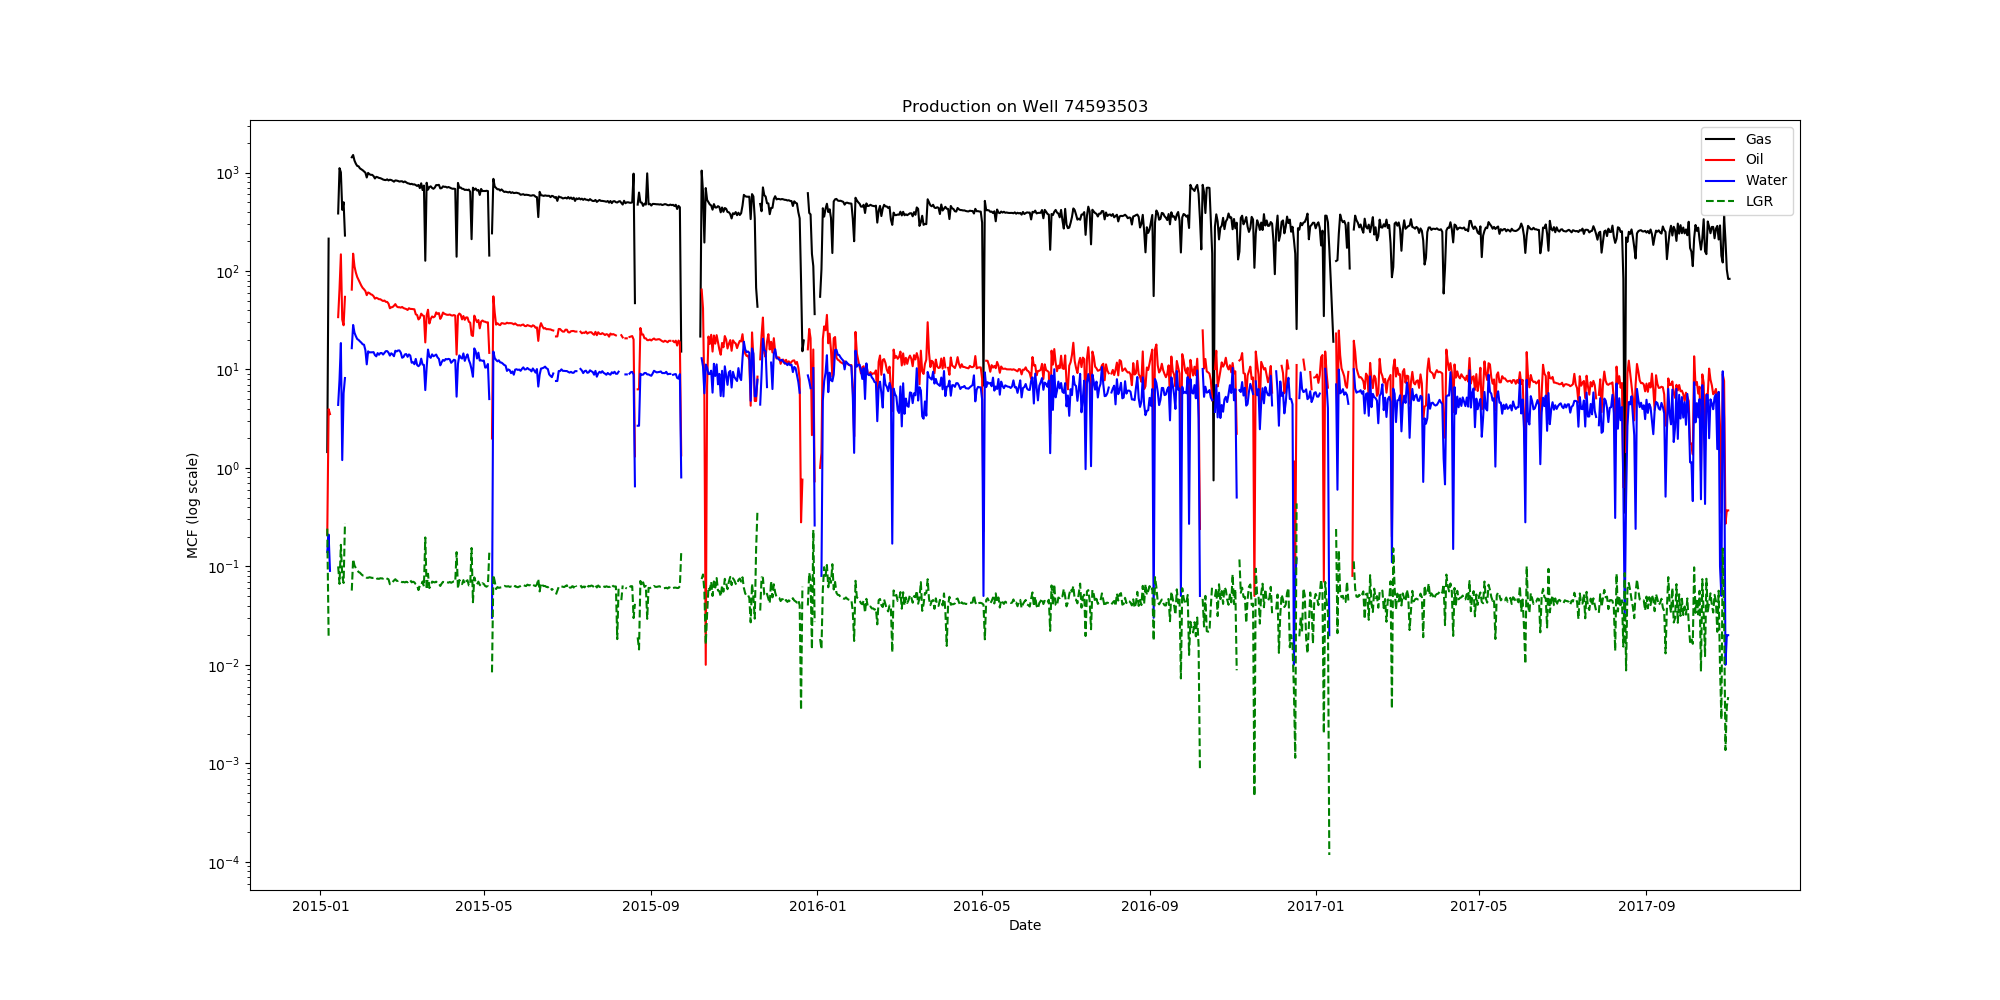 Production on Well 74593503
Gas
Oil
Water
LGR
MCF (log scale)
10³
10²
10¹
10⁰
10⁻¹
10⁻²
10⁻³
10⁻⁴
2015-01 2015-05 2015-09 2016-01 2016-05 2016-09 2017-01 2017-05 2017-09
Date